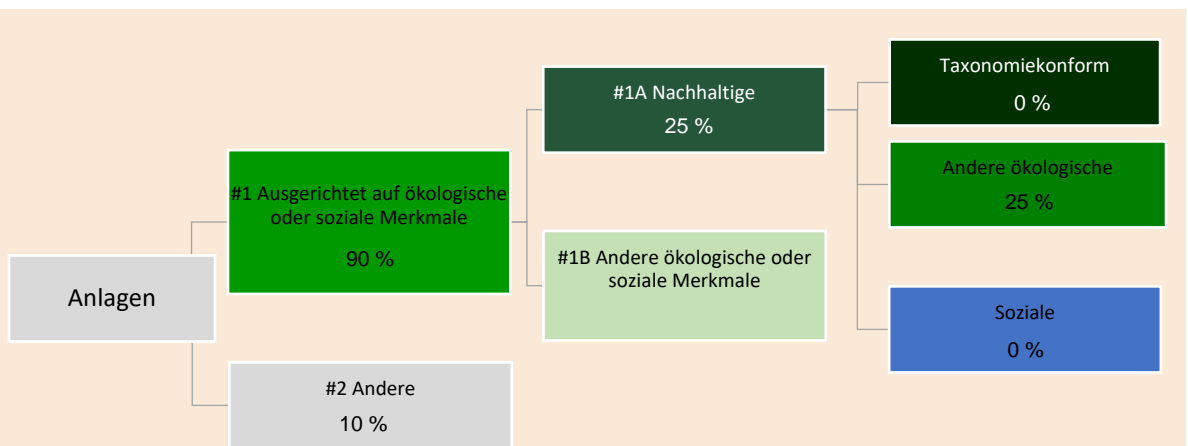 Anlagen
#1 Ausgerichtet auf ökologische
oder soziale Merkmale
90 %
#2 Andere
10 %
#1A Nachhaltige
25 %
#1B Andere ökologische oder
soziale Merkmale
Taxonomiekonform
0 %
Andere ökologische
25 %
Soziale
0 %